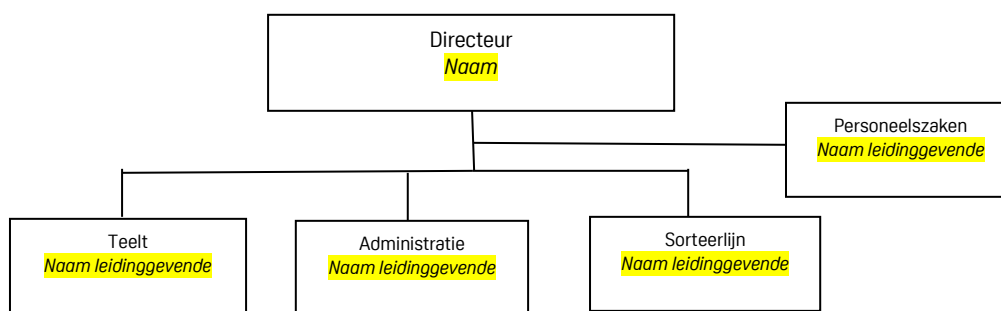 Directeur
Naam
Personeelszaken
Naam leidinggevende
Teelt
Naam leidinggevende
Administratie
Naam leidinggevende
Sorteerlijn
Naam leidinggevende